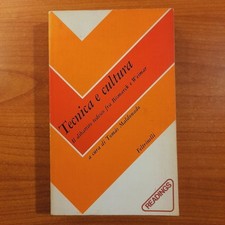 Tecnica e cultura
Il dibattito tedesco fra Bismarck e Weimar
a cura di Tomás Maldonado
Feltrinelli
READINGS